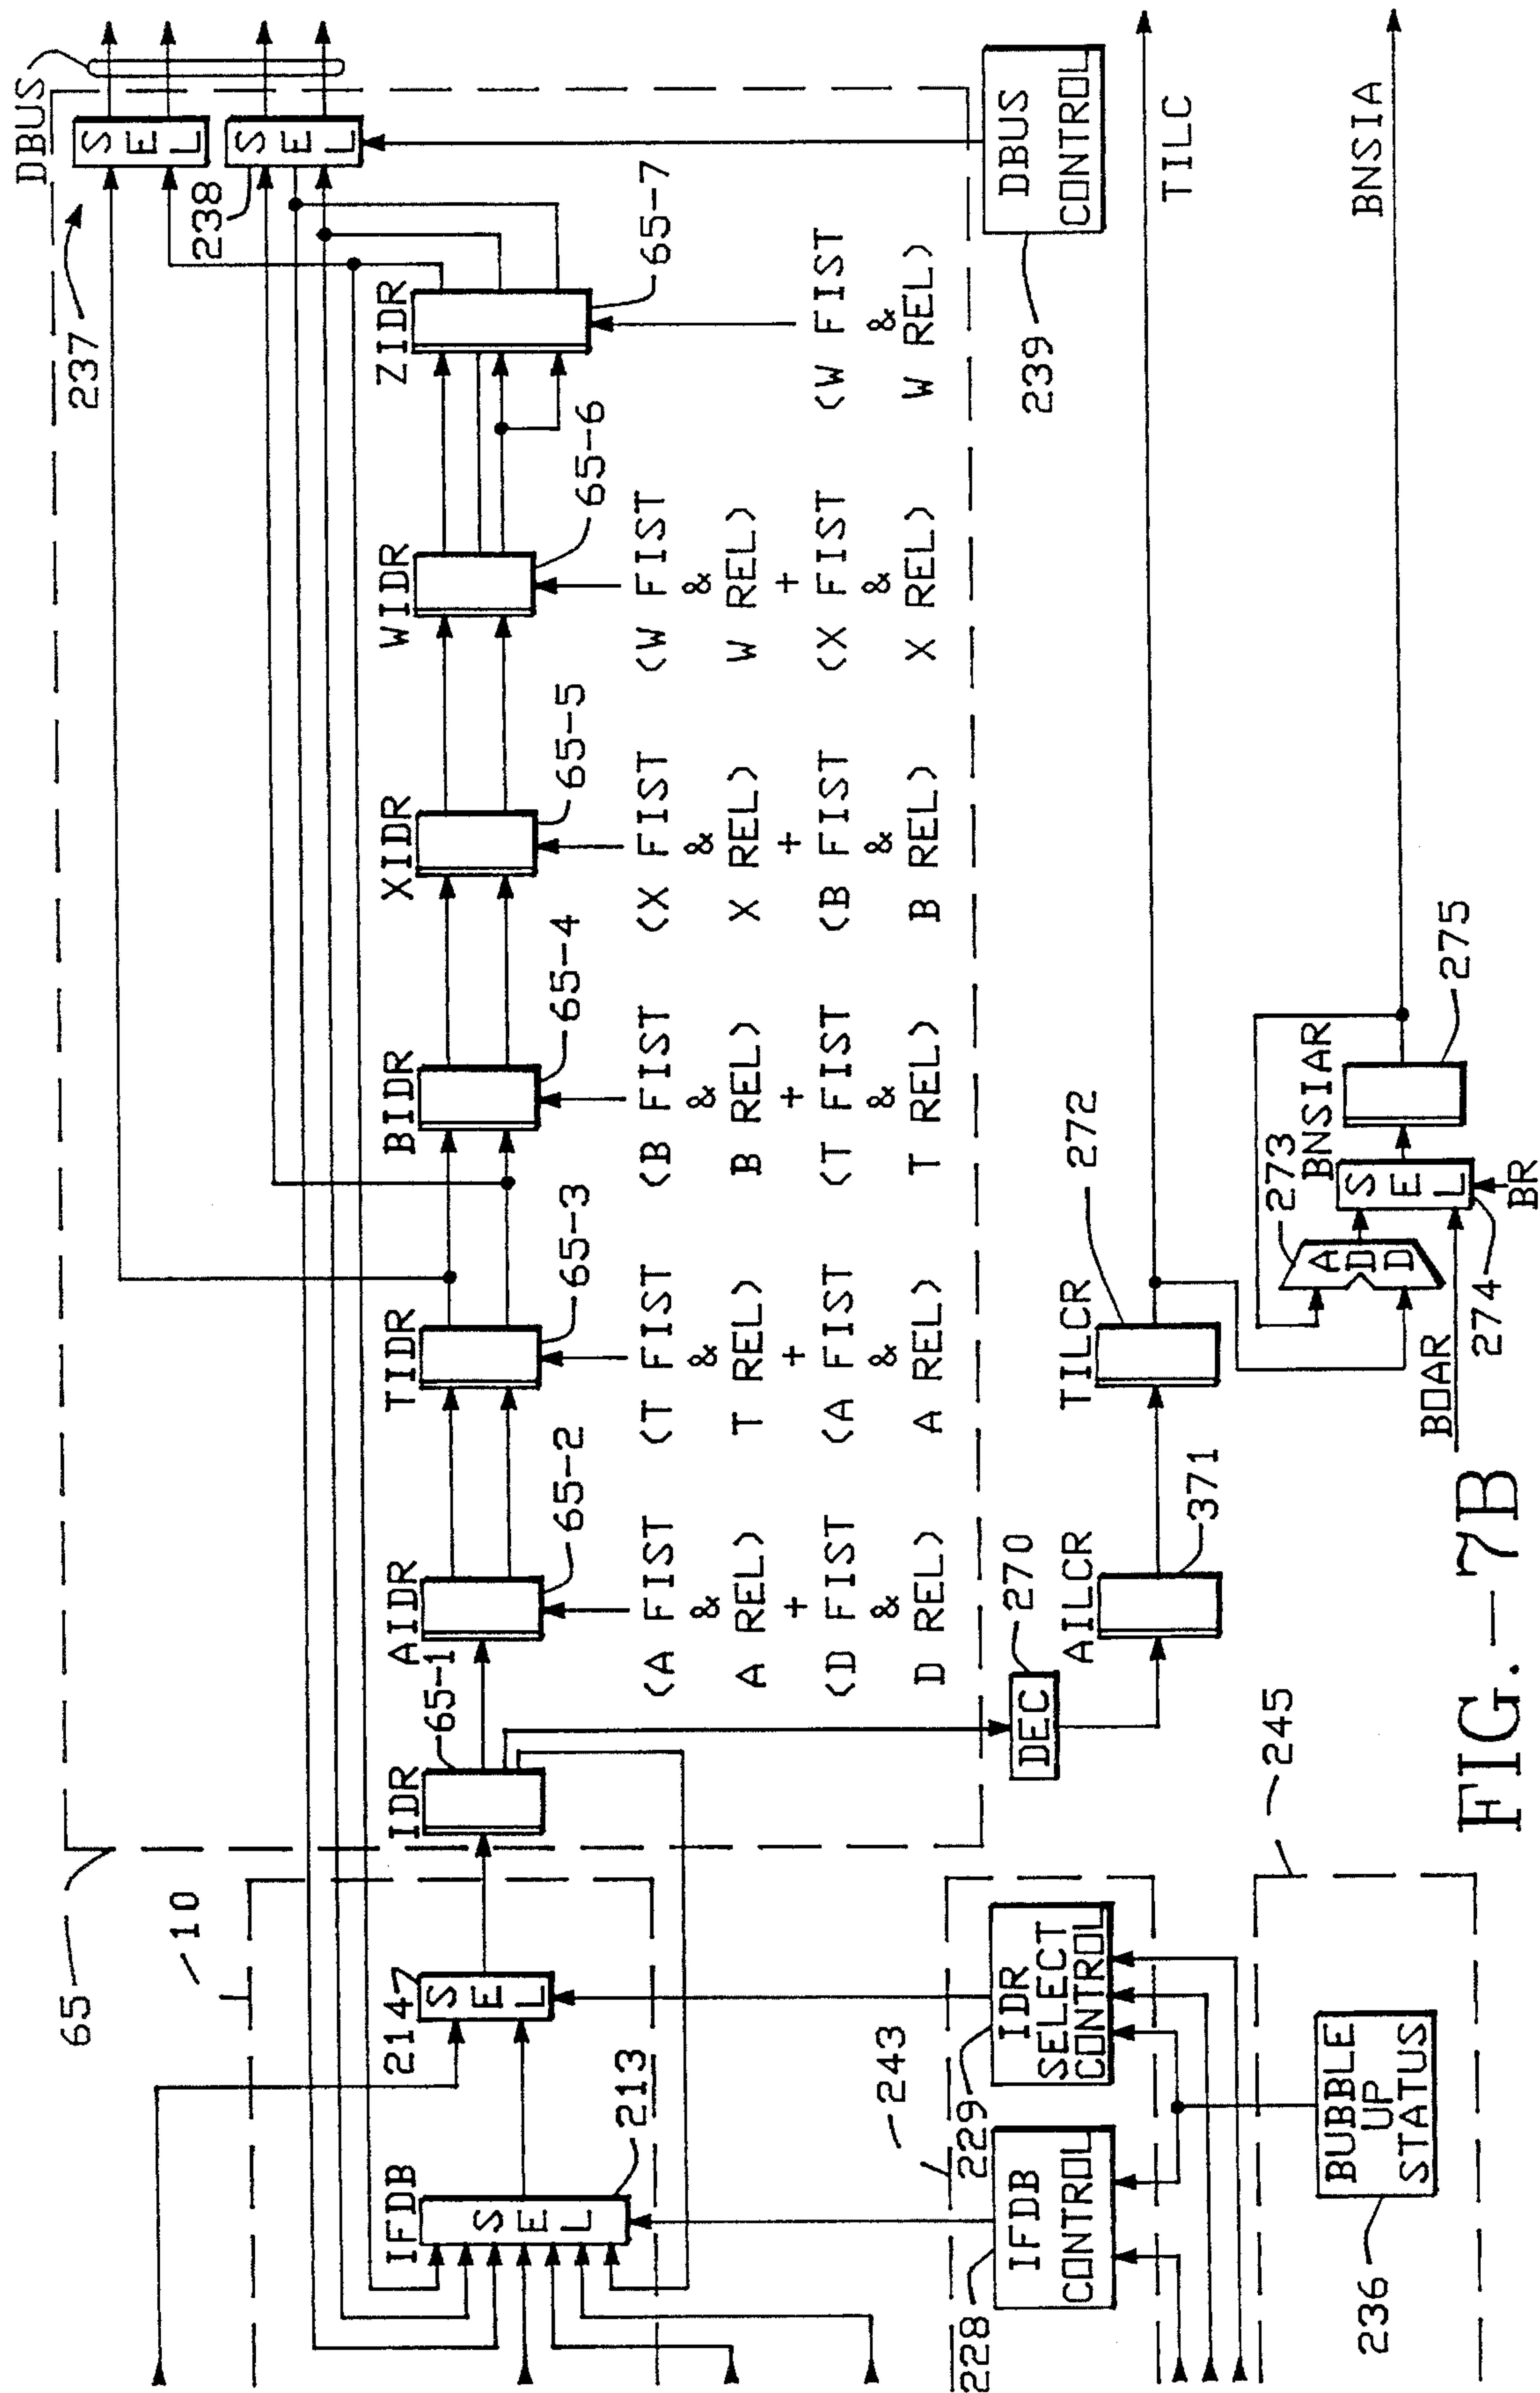 DBUS
237
SEL
SEL
238
65
10
IDR
65-1
AIDR
65-2
TIDR
65-3
BIDR
65-4
XIDR
65-5
WIDR
65-6
ZIDR
65-7
(A FIST
&
A REL)
+
(D FIST
&
D REL)
(T FIST
&
T REL)
+
(A FIST
&
A REL)
(B FIST
&
B REL)
+
(T FIST
&
T REL)
(X FIST
&
X REL)
+
(B FIST
&
B REL)
(W FIST
&
W REL)
+
(X FIST
&
X REL)
(W FIST
&
W REL)
DBUS
CONTROL
239
IFDB
SEL
213
214
SEL
243
228
IFDB
CONTROL
229
IDR
SELECT
CONTROL
245
236
BUBBLE
UP
STATUS
DEC
270
AILCR
371
TILCR
272
TILC
273
ADD
BOAR
274
SEL
BR
BNSIAR
275
BNSIA
FIG.-7B